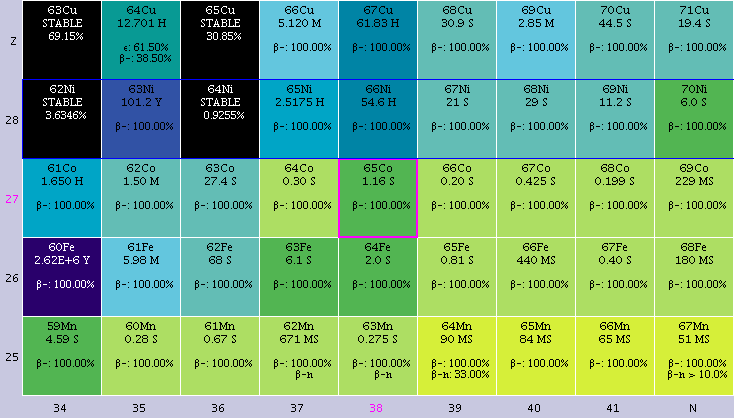 63Cu 64Cu 65Cu 66Cu 67Cu 68Cu 69Cu 70Cu 71Cu
STABLE 12.701 H STABLE 5.120 M 61.83 H 30.9 S 2.85 M 44.5 S 19.4 S
69.15% 30.85%
Z ε: 61.50% β-: 100.00% β-: 100.00% β-: 100.00% β-: 100.00% β-: 100.00% β-: 100.00%
β-: 38.50%
62Ni 63Ni 64Ni 65Ni 66Ni 67Ni 68Ni 69Ni 70Ni
STABLE 101.2 Y STABLE 2.5175 H 54.6 H 21 S 29 S 11.2 S 6.0 S
3.6346% 0.9255%
28 β-: 100.00% β-: 100.00% β-: 100.00% β-: 100.00% β-: 100.00% β-: 100.00% β-: 100.00%
61Co 62Co 63Co 64Co 65Co 66Co 67Co 68Co 69Co
1.650 H 1.50 M 27.4 S 0.30 S 1.16 S 0.20 S 0.425 S 0.199 S 229 MS
27 β-: 100.00% β-: 100.00% β-: 100.00% β-: 100.00% β-: 100.00% β-: 100.00% β-: 100.00% β-: 100.00% β-: 100.00%
60Fe 61Fe 62Fe 63Fe 64Fe 65Fe 66Fe 67Fe 68Fe
2.62E+6 Y 5.98 M 68 S 6.1 S 2.0 S 0.81 S 440 MS 0.40 S 180 MS
26 β-: 100.00% β-: 100.00% β-: 100.00% β-: 100.00% β-: 100.00% β-: 100.00% β-: 100.00% β-: 100.00% β-: 100.00%
59Mn 60Mn 61Mn 62Mn 63Mn 64Mn 65Mn 66Mn 67Mn
4.59 S 0.28 S 0.67 S 671 MS 0.275 S 90 MS 84 MS 65 MS 51 MS
25 β-: 100.00% β-: 100.00% β-: 100.00% β-: 100.00% β-: 100.00% β-: 100.00% β-: 100.00% β-: 100.00% β-: 100.00%
β-n β-n β-n: 33.00% β-n > 10.0%
34 35 36 37 38 39 40 41 N